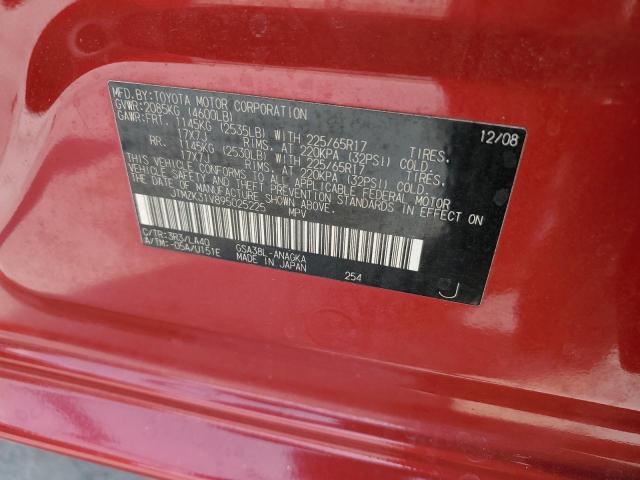 MFD.BY:TOYOTA MOTOR CORPORATION 12/08
GVWR:2085KG (4600LB)
GAWR:FRT. 1145KG (2535LB) WITH 225/65R17 TIRES.
17X7J RIMS. AT 220KPA (32PSI) COLD.
RR. 1145KG (2530LB) WITH 225/65R17 TIRES.
17X7J RIMS. AT 220KPA (32PSI) COLD.
THIS VEHICLE CONFORMS TO ALL APPLICABLE FEDERAL MOTOR
VEHICLE SAFETY AND THEFT PREVENTION STANDARDS IN EFFECT ON
THE DATE OF MANUFACTURE SHOWN ABOVE.
JTMZK31V895025225 MPV
C/TR:3R3/LA40 GSA38L-ANAGKA
A/TM:-05A/U151E MADE IN JAPAN 254 J